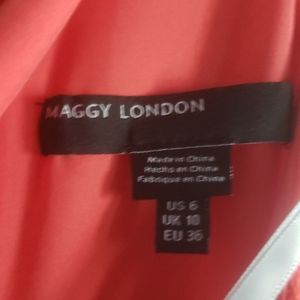 MAGGY LONDON
Made in China
Hecho en China
Fabriqué en Chine
US 6
UK 10
EU 36